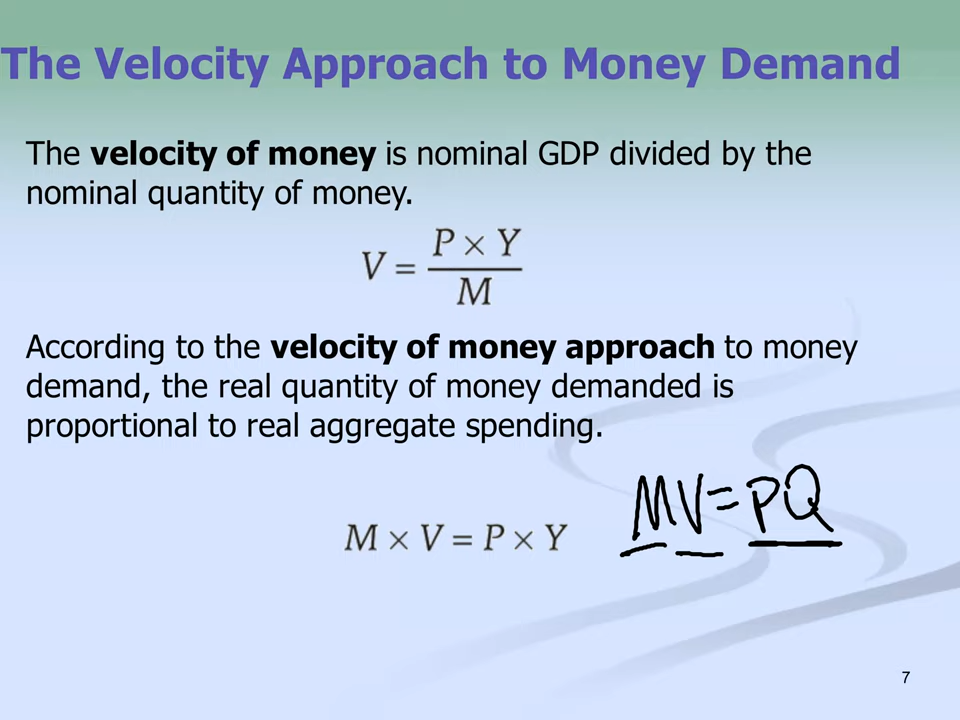 The Velocity Approach to Money Demand
The velocity of money is nominal GDP divided by the
nominal quantity of money.
V = P × Y / M
According to the velocity of money approach to money
demand, the real quantity of money demanded is
proportional to real aggregate spending.
M × V = P × Y
MV=PQ
7